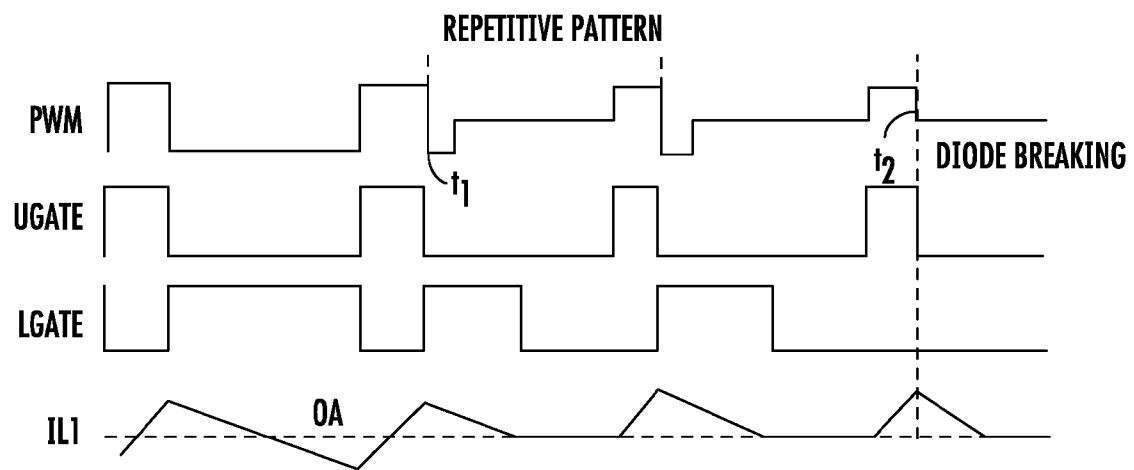 REPETITIVE PATTERN
PWM
t1
t2
DIODE BREAKING
UGATE
LGATE
0A
IL1